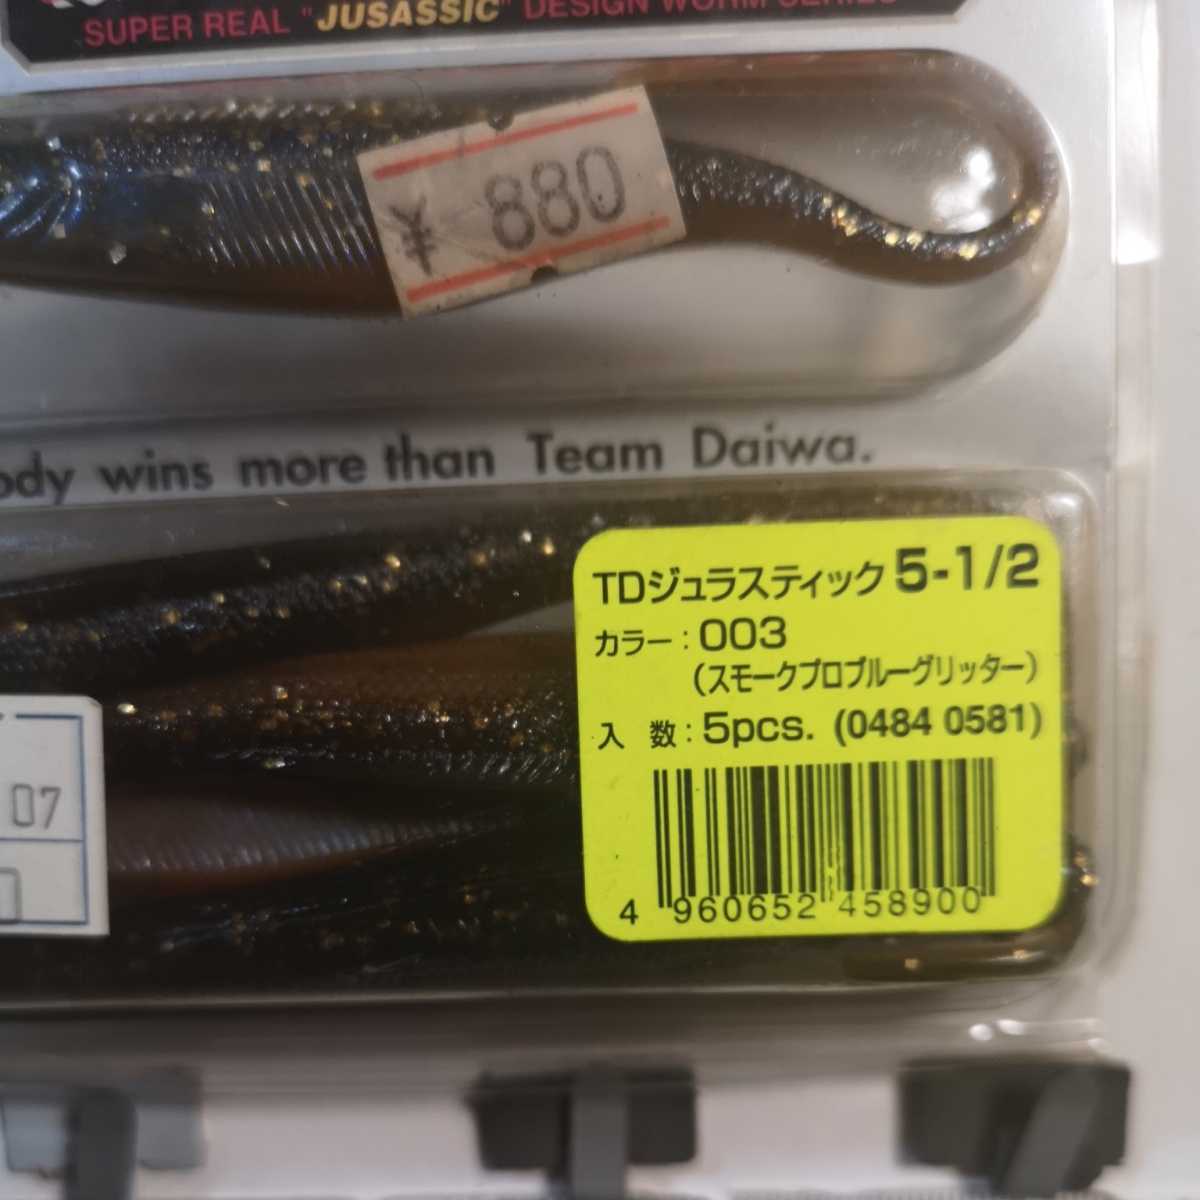 SUPER REAL "JUSASSIC" DESIGN WORM SERIES
¥ 880
ody wins more than Team Daiwa.
TDジュラスティック 5-1/2
カラー：003
（スモークプロブルーグリッター）
入 数：5pcs. (0484 0581)
07
4 960652 458900